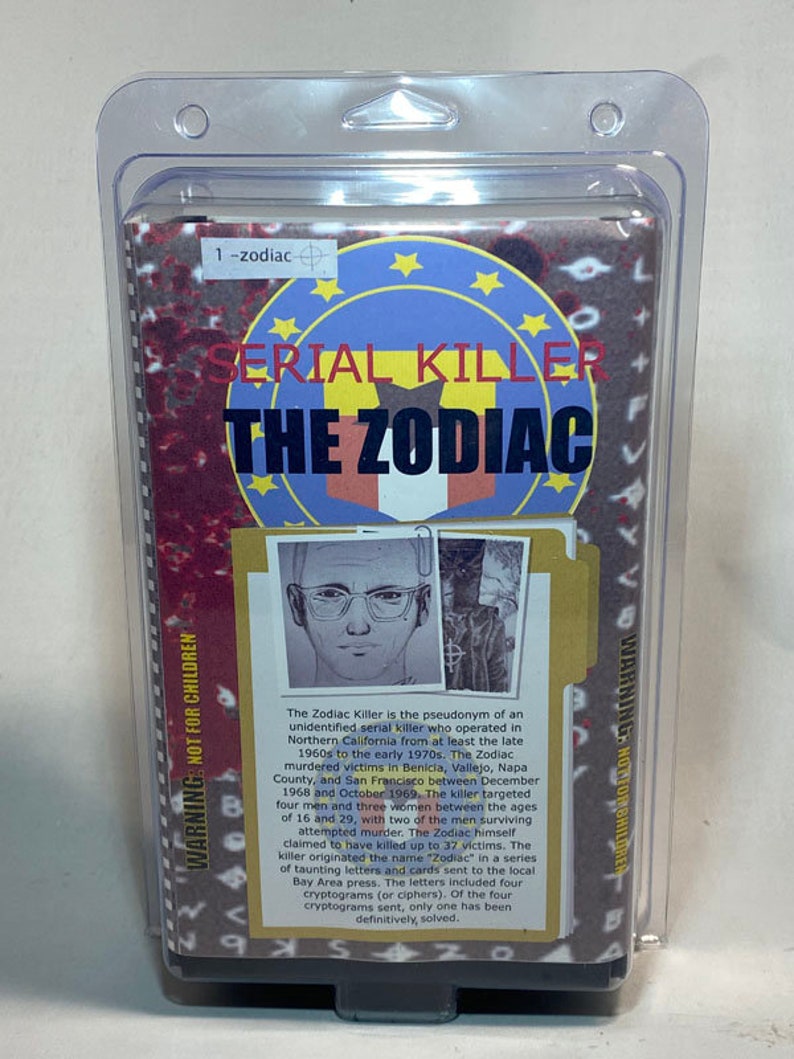 1 -zodiac
SERIAL KILLER
THE ZODIAC
WARNING: NOT FOR CHILDREN
WARNING: NOT FOR CHILDREN
The Zodiac Killer is the pseudonym of an
unidentified serial killer who operated in
Northern California from at least the late
1960s to the early 1970s. The Zodiac
murdered victims in Benicia, Vallejo, Napa
County, and San Francisco between December
1968 and October 1969. The killer targeted
four men and three women between the ages
of 16 and 29, with two of the men surviving
attempted murder. The Zodiac himself
claimed to have killed up to 37 victims. The
killer originated the name "Zodiac" in a series
of taunting letters and cards sent to the local
Bay Area press. The letters included four
cryptograms (or ciphers). Of the four
cryptograms sent, only one has been
definitively solved.